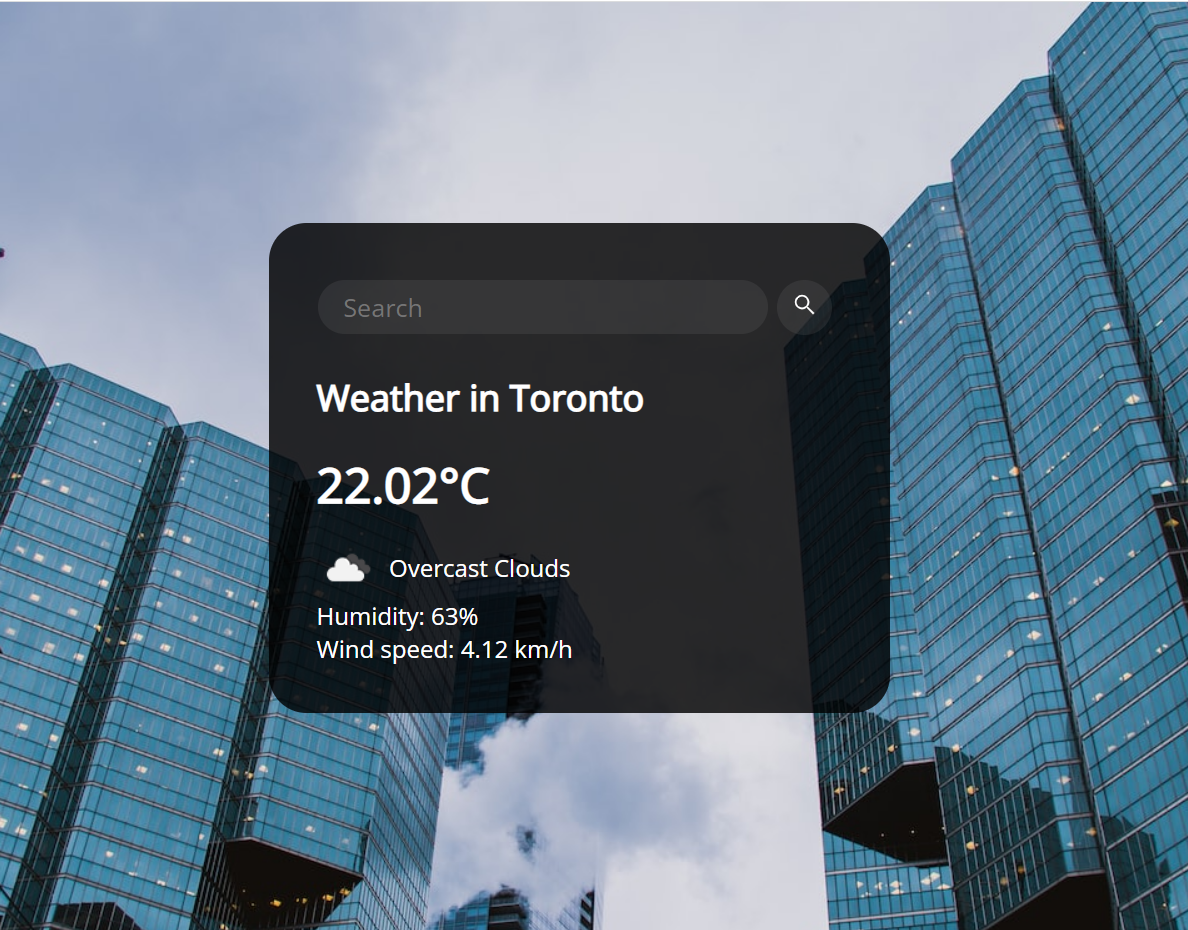 Search
Weather in Toronto
22.02°C
Overcast Clouds
Humidity: 63%
Wind speed: 4.12 km/h